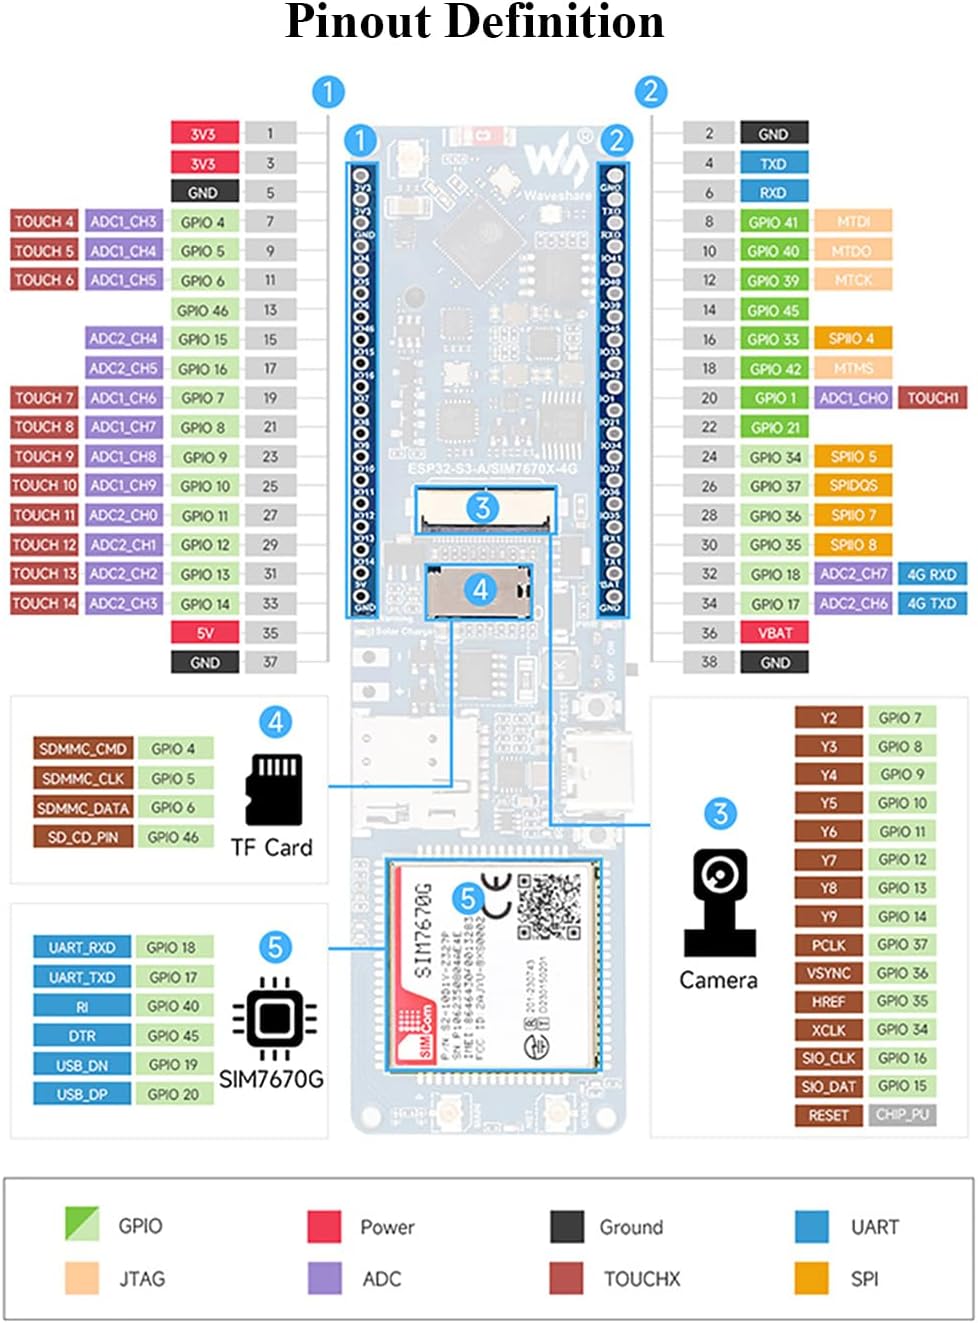 Pinout Definition
1 2
3V3 1
3V3 3
GND 5
TOUCH 4 ADC1_CH3 GPIO 4 7
TOUCH 5 ADC1_CH4 GPIO 5 9
TOUCH 6 ADC1_CH5 GPIO 6 11
GPIO 46 13
ADC2_CH4 GPIO 15 15
ADC2_CH5 GPIO 16 17
TOUCH 7 ADC1_CH6 GPIO 7 19
TOUCH 8 ADC1_CH7 GPIO 8 21
TOUCH 9 ADC1_CH8 GPIO 9 23
TOUCH 10 ADC1_CH9 GPIO 10 25
TOUCH 11 ADC2_CH0 GPIO 11 27
TOUCH 12 ADC2_CH1 GPIO 12 29
TOUCH 13 ADC2_CH2 GPIO 13 31
TOUCH 14 ADC2_CH3 GPIO 14 33
5V 35
GND 37
1 2
Waveshare
ESP32-S3-A/SIM7670X-4G
3
4
Solar Charge
OFF ON
RESET
2 GND
4 TXD
6 RXD
8 GPIO 41 MTDI
10 GPIO 40 MTDO
12 GPIO 39 MTCK
14 GPIO 45
16 GPIO 33 SPIIO 4
18 GPIO 42 MTMS
20 GPIO 1 ADC1_CH0 TOUCH1
22 GPIO 21
24 GPIO 34 SPIIO 5
26 GPIO 37 SPIDQS
28 GPIO 36 SPIIO 7
30 GPIO 35 SPIIO 8
32 GPIO 18 ADC2_CH7 4G RXD
34 GPIO 17 ADC2_CH6 4G TXD
36 VBAT
38 GND
4
SDMMC_CMD GPIO 4
SDMMC_CLK GPIO 5
SDMMC_DATA GPIO 6
SD_CD_PIN GPIO 46
TF Card
5
UART_RXD GPIO 18
UART_TXD GPIO 17
RI GPIO 40
DTR GPIO 45
USB_DN GPIO 19
USB_DP GPIO 20
SIM7670G
5
CE
SIM7670G
SIMCom
P/N S2-10D1V-Z327P
3
Camera
Y2 GPIO 7
Y3 GPIO 8
Y4 GPIO 9
Y5 GPIO 10
Y6 GPIO 11
Y7 GPIO 12
Y8 GPIO 13
Y9 GPIO 14
PCLK GPIO 37
VSYNC GPIO 36
HREF GPIO 35
XCLK GPIO 34
SIO_CLK GPIO 16
SIO_DAT GPIO 15
RESET CHIP_PU
GPIO Power Ground UART
JTAG ADC TOUCHX SPI